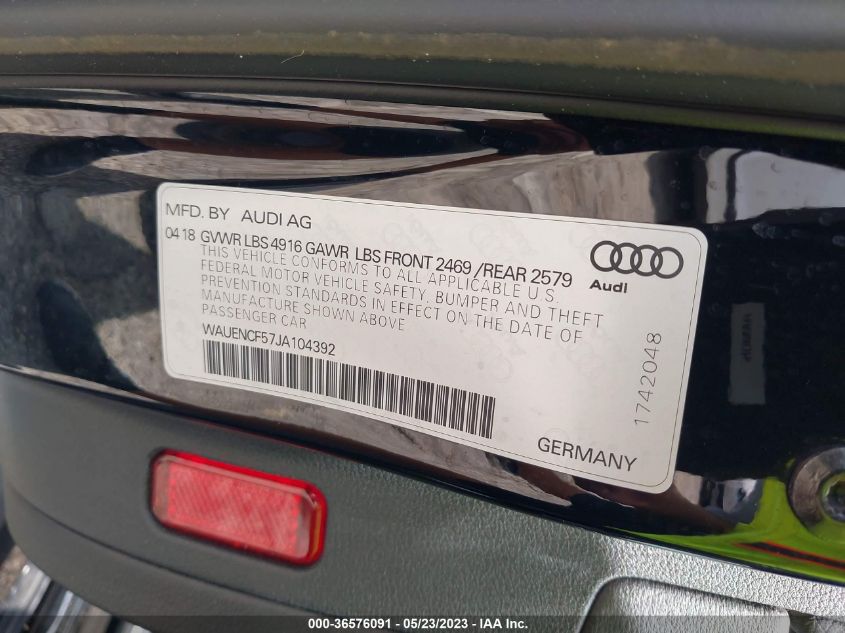 MFD. BY AUDI AG
04 18 GVWR LBS 4916 GAWR LBS FRONT 2469 /REAR 2579
THIS VEHICLE CONFORMS TO ALL APPLICABLE U.S.
FEDERAL MOTOR VEHICLE SAFETY, BUMPER AND THEFT
PREVENTION STANDARDS IN EFFECT ON THE DATE OF
MANUFACTURE SHOWN ABOVE
PASSENGER CAR
WAUENCF57JA104392
Audi
1742048
GERMANY
000-36576091 - 05/23/2023 - IAA Inc.